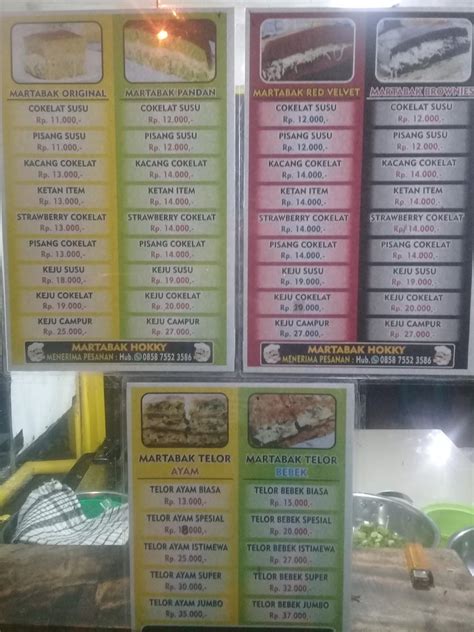 MARTABAK ORIGINAL
COKELAT SUSU
Rp. 11.000,-
PISANG SUSU
Rp. 11.000,-
KACANG COKELAT
Rp. 13.000,-
KETAN ITEM
Rp. 13.000,-
STRAWBERRY COKELAT
Rp. 13.000,-
PISANG COKELAT
Rp. 13.000,-
KEJU SUSU
Rp. 18.000,-
KEJU COKELAT
Rp. 19.000,-
KEJU CAMPUR
Rp. 25.000,-
MARTABAK PANDAN
COKELAT SUSU
Rp. 12.000,-
PISANG SUSU
Rp. 12.000,-
KACANG COKELAT
Rp. 14.000,-
KETAN ITEM
Rp. 14.000,-
STRAWBERRY COKELAT
Rp. 14.000,-
PISANG COKELAT
Rp. 14.000,-
KEJU SUSU
Rp. 19.000,-
KEJU COKELAT
Rp. 20.000,-
KEJU CAMPUR
Rp. 27.000,-
MARTABAK HOKKY
MENERIMA PESANAN : Hub. 0858 7552 3586
MARTABAK RED VELVET
COKELAT SUSU
Rp. 12.000,-
PISANG SUSU
Rp. 12.000,-
KACANG COKELAT
Rp. 14.000,-
KETAN ITEM
Rp. 14.000,-
STRAWBERRY COKELAT
Rp. 14.000,-
PISANG COKELAT
Rp. 14.000,-
KEJU SUSU
Rp. 19.000,-
KEJU COKELAT
Rp. 20.000,-
KEJU CAMPUR
Rp. 27.000,-
MARTABAK BROWNIES
COKELAT SUSU
Rp. 12.000,-
PISANG SUSU
Rp. 12.000,-
KACANG COKELAT
Rp. 14.000,-
KETAN ITEM
Rp. 14.000,-
STRAWBERRY COKELAT
Rp. 14.000,-
PISANG COKELAT
Rp. 14.000,-
KEJU SUSU
Rp. 19.000,-
KEJU COKELAT
Rp. 20.000,-
KEJU CAMPUR
Rp. 27.000,-
MARTABAK HOKKY
MENERIMA PESANAN : Hub. 0858 7552 3586
MARTABAK TELOR
AYAM
TELOR AYAM BIASA
Rp. 13.000,-
TELOR AYAM SPESIAL
Rp. 18.000,-
TELOR AYAM ISTIMEWA
Rp. 25.000,-
TELOR AYAM SUPER
Rp. 30.000,-
TELOR AYAM JUMBO
Rp. 35.000,-
MARTABAK TELOR
BEBEK
TELOR BEBEK BIASA
Rp. 15.000,-
TELOR BEBEK SPESIAL
Rp. 20.000,-
TELOR BEBEK ISTIMEWA
Rp. 27.000,-
TELOR BEBEK SUPER
Rp. 32.000,-
TELOR BEBEK JUMBO
Rp. 37.000,-